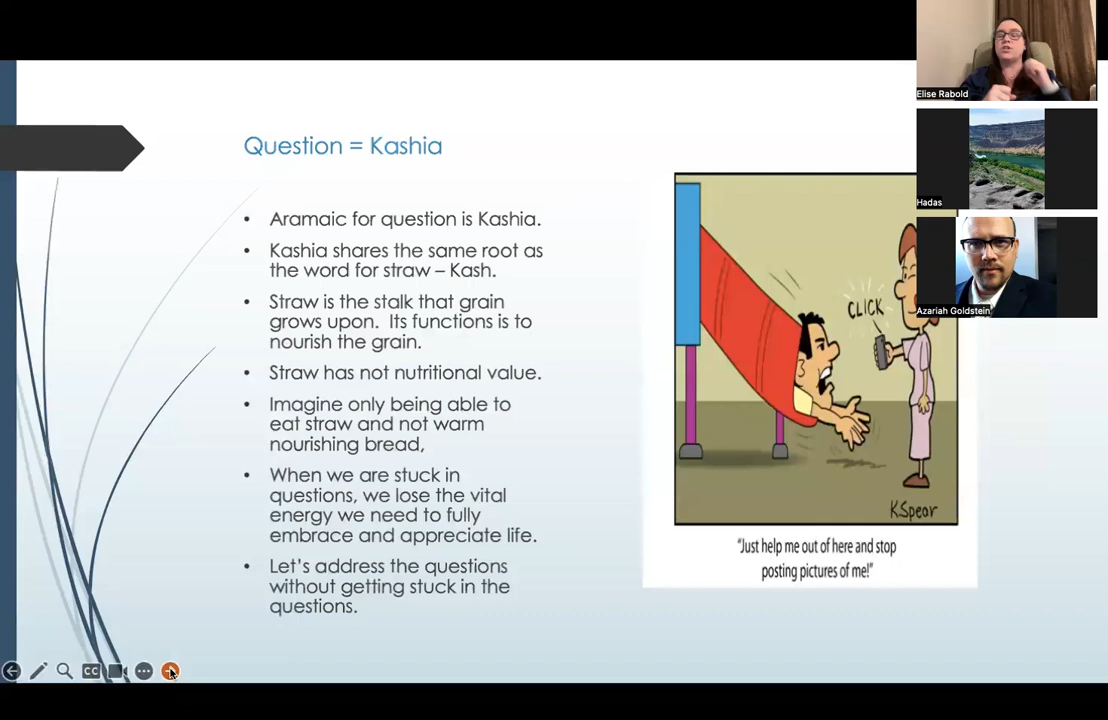 Question = Kashia
• Aramaic for question is Kashia.
• Kashia shares the same root as
the word for straw – Kash.
• Straw is the stalk that grain
grows upon.  Its functions is to
nourish the grain.
• Straw has not nutritional value.
• Imagine only being able to
eat straw and not warm
nourishing bread,
• When we are stuck in
questions, we lose the vital
energy we need to fully
embrace and appreciate life.
• Let’s address the questions
without getting stuck in the
questions.
CLICK
K.Spear
“Just help me out of here and stop
posting pictures of me!”
Elise Rabold
Hadas
Azariah Goldstein
CC